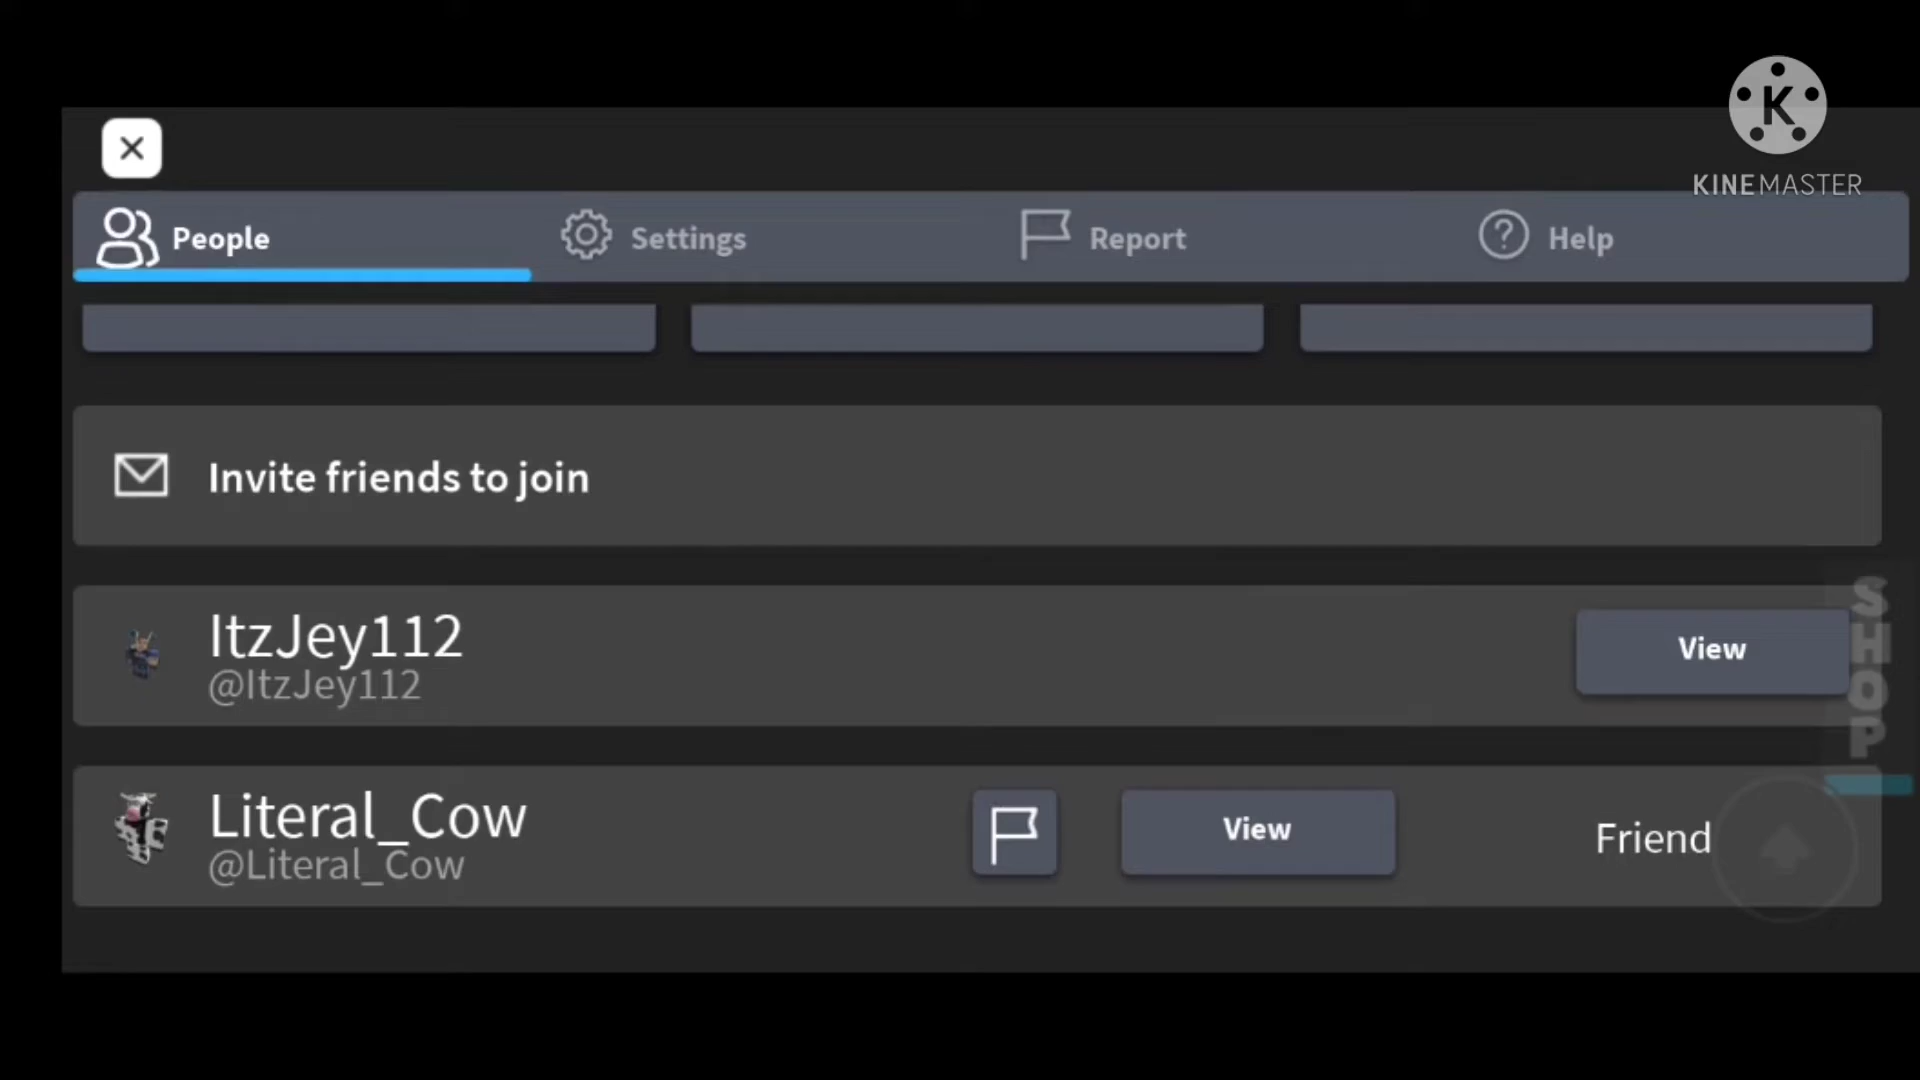 K
KINEMASTER
People
Settings
Report
Help
Invite friends to join
ItzJey112
@ItzJey112
View
SHOP
Literal_Cow
@Literal_Cow
View
Friend